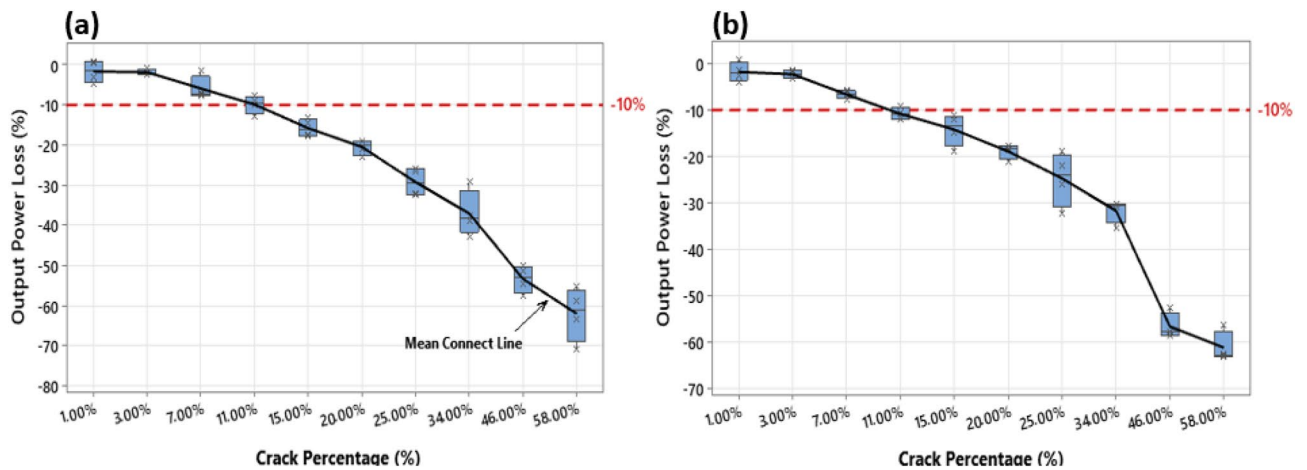 (a)
Output Power Loss (%)
0
-10
-20
-30
-40
-50
-60
-70
-80
-10%
Mean Connect Line
1.00% 3.00% 7.00% 11.00% 15.00% 20.00% 25.00% 34.00% 46.00% 58.00%
Crack Percentage (%)
(b)
Output Power Loss (%)
0
-10
-20
-30
-40
-50
-60
-70
-10%
1.00% 3.00% 7.00% 11.00% 15.00% 20.00% 25.00% 34.00% 46.00% 58.00%
Crack Percentage (%)